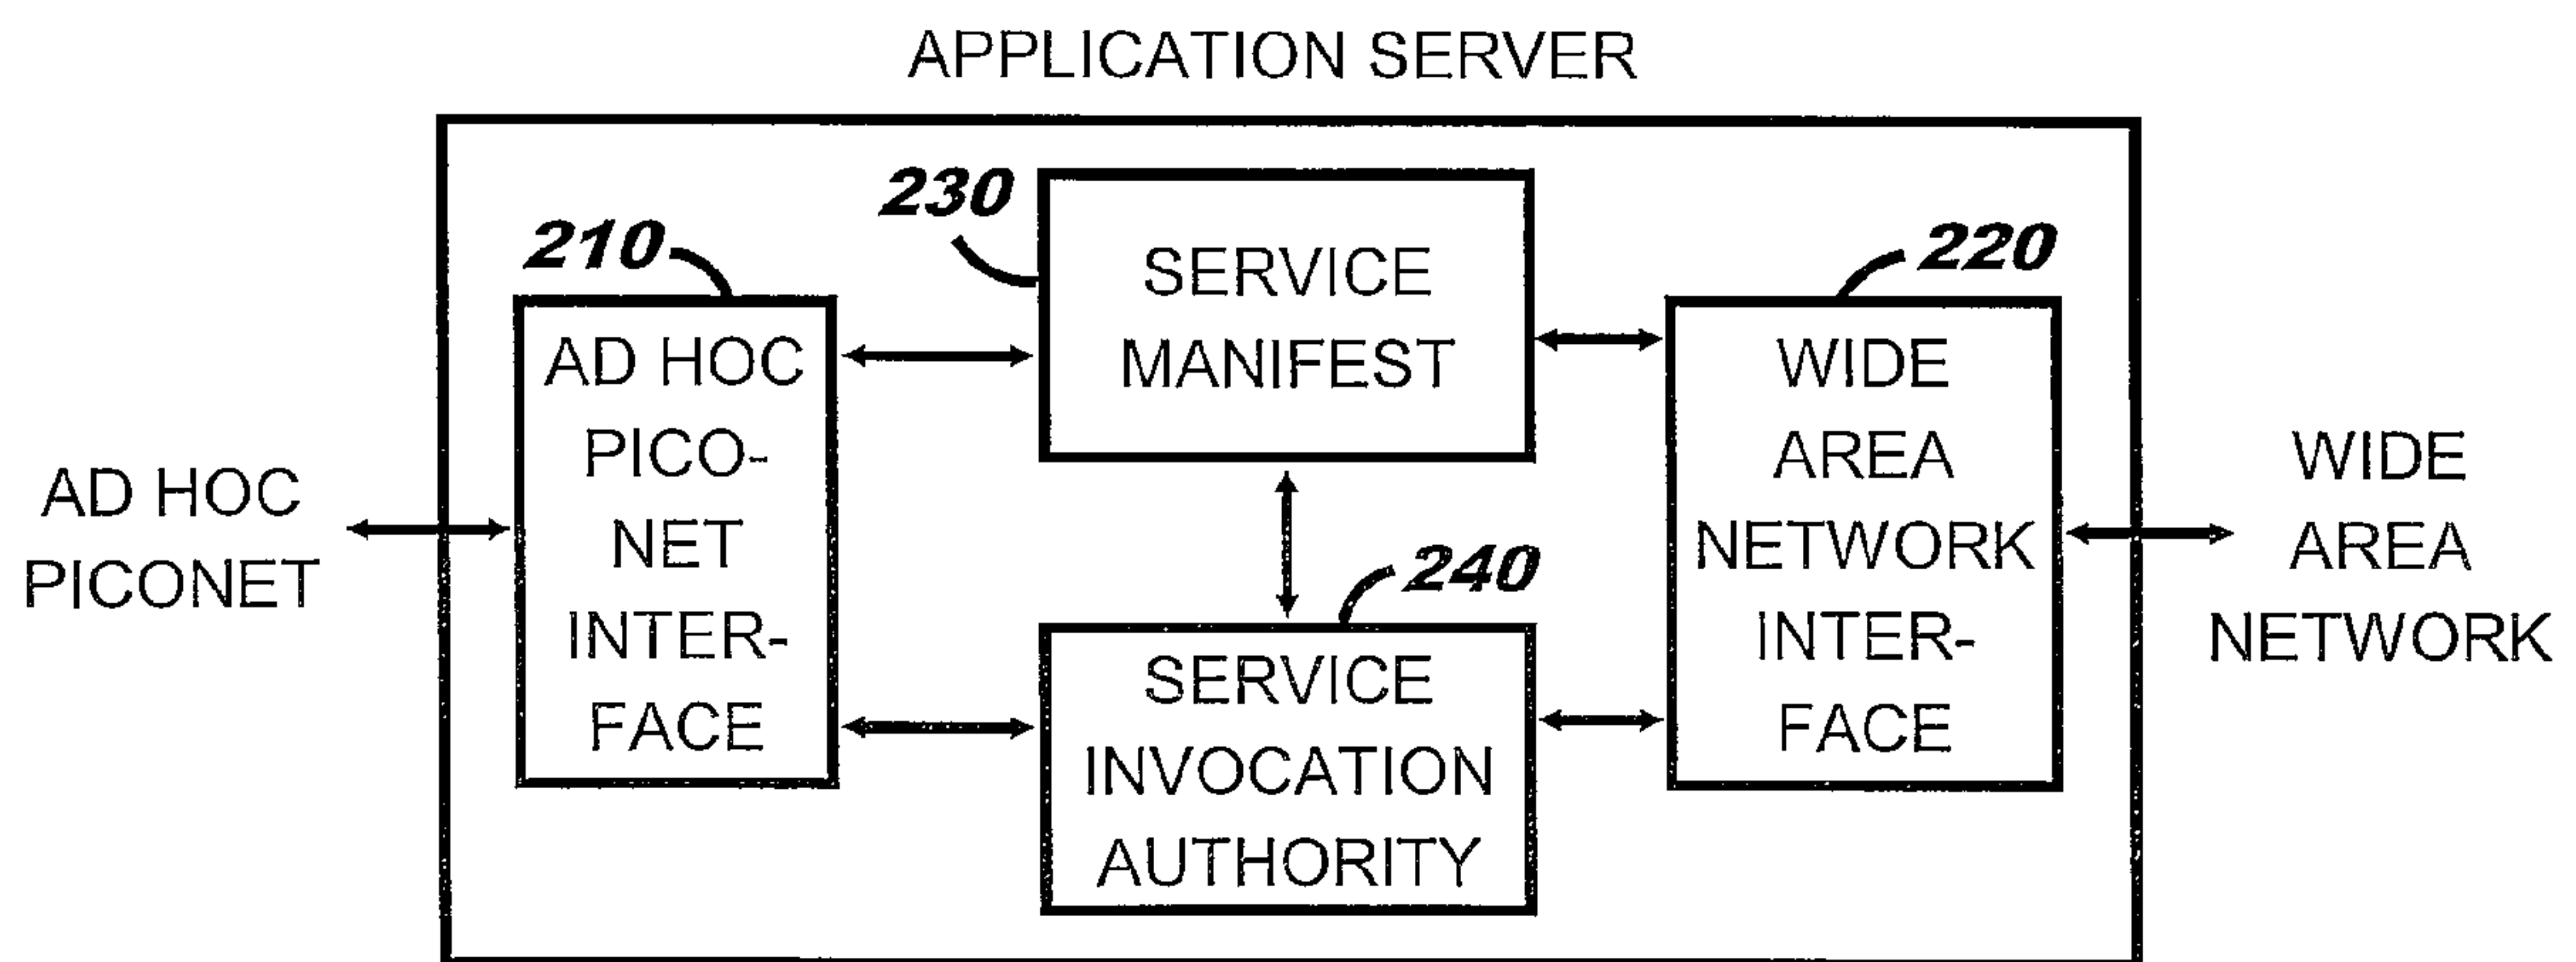 APPLICATION SERVER
230
SERVICE
MANIFEST
210
AD HOC
PICO-
NET
INTER-
FACE
220
WIDE
AREA
NETWORK
INTER-
FACE
240
SERVICE
INVOCATION
AUTHORITY
AD HOC
PICONET
WIDE
AREA
NETWORK